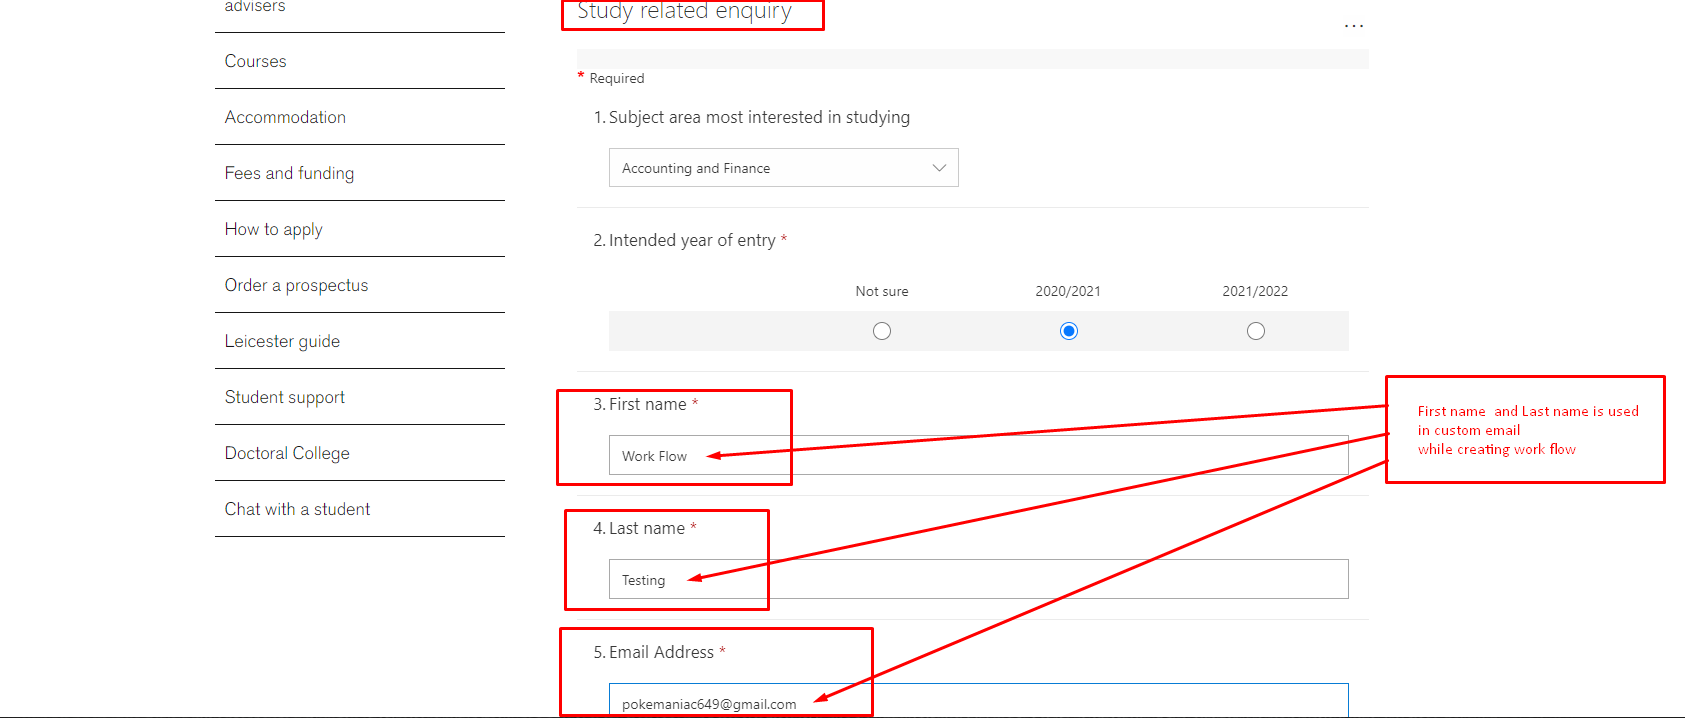 advisers
Courses
Accommodation
Fees and funding
How to apply
Order a prospectus
Leicester guide
Student support
Doctoral College
Chat with a student
Study related enquiry
...
* Required
1. Subject area most interested in studying
Accounting and Finance
2. Intended year of entry *
Not sure 2020/2021 2021/2022
3. First name *
Work Flow
4. Last name *
Testing
5. Email Address *
pokemaniac649@gmail.com
First name and Last name is used
in custom email
while creating work flow